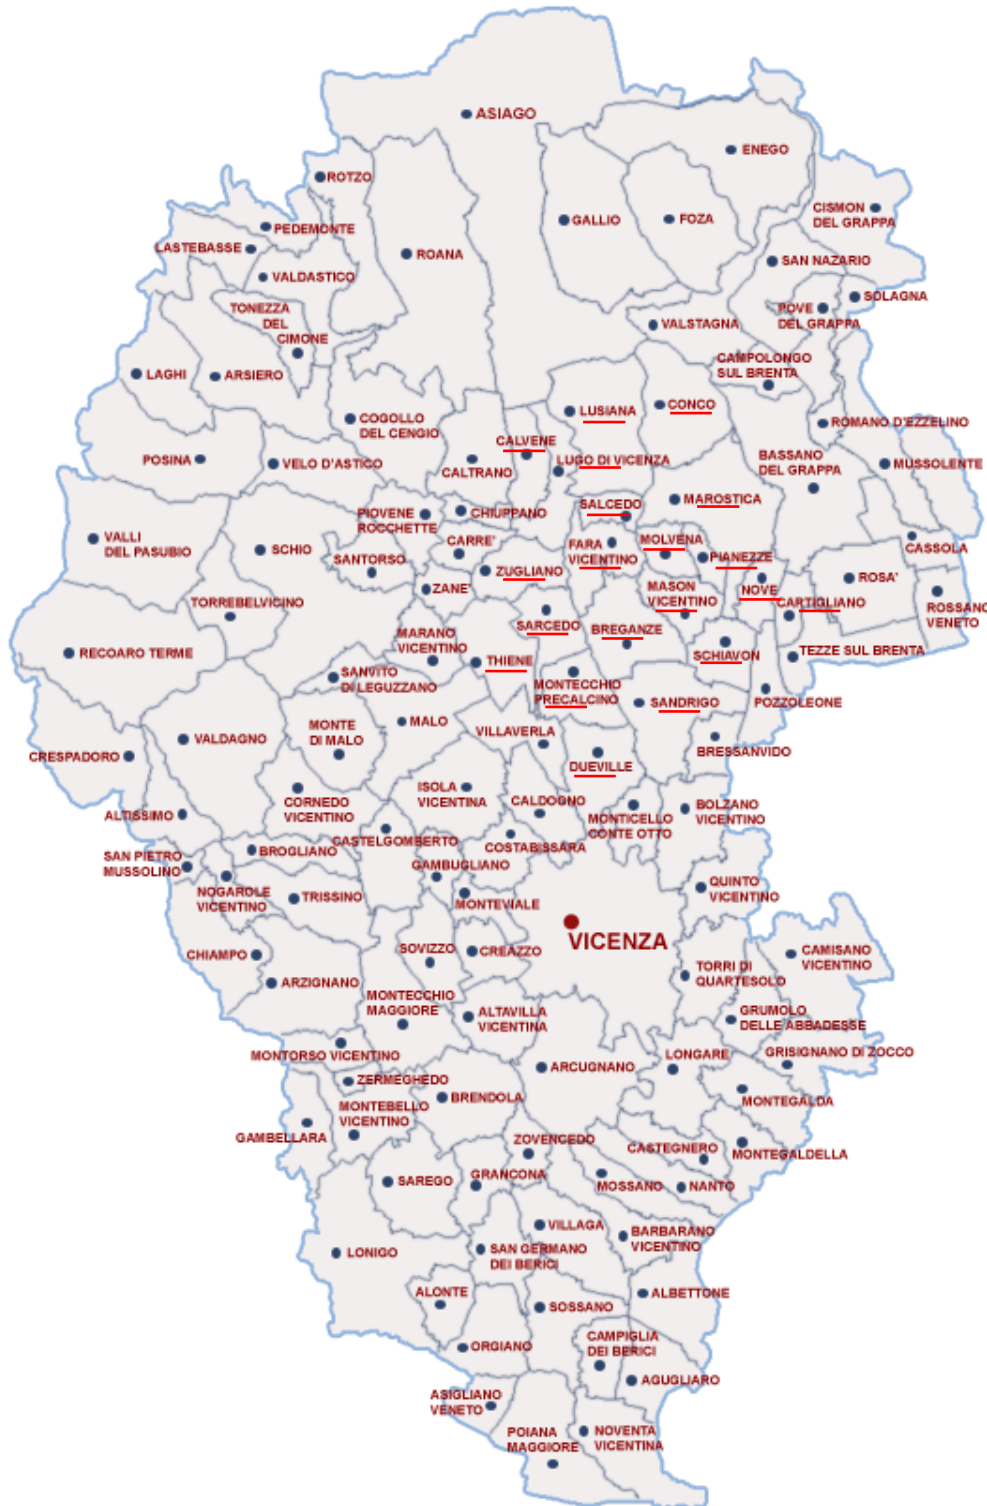 ASIAGO
ENEGO
ROTZO
CISMON
DEL GRAPPA
GALLIO
FOZA
PEDEMONTE
LASTEBASSE
ROANA
SAN NAZARIO
VALDASTICO
SOLAGNA
TONEZZA
DEL
CIMONE
POVE
DEL GRAPPA
VALSTAGNA
CAMPOLONGO
SUL BRENTA
LAGHI
ARSIERO
CONCO
LUSIANA
COGOLLO
DEL CENGIO
ROMANO D'EZZELINO
CALVENE
BASSANO
DEL GRAPPA
POSINA
VELO D'ASTICO
CALTRANO
LUGO DI VICENZA
MUSSOLENTE
MAROSTICA
SALCEDO
PIOVENE
ROCCHETTE
CHIUPPANO
VALLI
DEL PASUBIO
SCHIO
SANTORSO
CARRE'
FARA
VICENTINO
MOLVENA
PIANEZZE
CASSOLA
ZUGLIANO
ROSA'
ZANE'
MASON
VICENTINO
NOVE
CARTIGLIANO
ROSSANO
VENETO
TORREBELVICINO
SARCEDO
BREGANZE
MARANO
VICENTINO
RECOARO TERME
THIENE
SCHIAVON
TEZZE SUL BRENTA
SANVITO
DI LEGUZZANO
MONTECCHIO
PRECALCINO
SANDRIGO
POZZOLEONE
MONTE
DI MALO
MALO
VILLAVERLA
VALDAGNO
BRESSANVIDO
CRESPADORO
DUEVILLE
ISOLA
VICENTINA
CORNEDO
VICENTINO
CALDOGNO
MONTICELLO
CONTE OTTO
BOLZANO
VICENTINO
ALTISSIMO
CASTELGOMBERTO
COSTABISSARA
BROGLIANO
SAN PIETRO
MUSSOLINO
GAMBUGLIANO
NOGAROLE
VICENTINO
TRISSINO
MONTEVIALE
QUINTO
VICENTINO
VICENZA
CHIAMPO
SOVIZZO
CREAZZO
CAMISANO
VICENTINO
ARZIGNANO
TORRI DI
QUARTESOLO
MONTECCHIO
MAGGIORE
ALTAVILLA
VICENTINA
GRUMOLO
DELLE ABBADESSE
MONTORSO VICENTINO
LONGARE
GRISIGNANO DI ZOCCO
ARCUGNANO
ZERMEGHEDO
BRENDOLA
MONTEGALDA
MONTEBELLO
VICENTINO
GAMBELLARA
ZOVENCEDO
CASTEGNERO
MONTEGALDELLA
SAREGO
GRANCONA
MOSSANO
NANTO
VILLAGA
BARBARANO
VICENTINO
LONIGO
SAN GERMANO
DEI BERICI
ALONTE
ALBETTONE
SOSSANO
CAMPIGLIA
DEI BERICI
ORGIANO
AGUGLIARO
ASIGLIANO
VENETO
POIANA
MAGGIORE
NOVENTA
VICENTINA